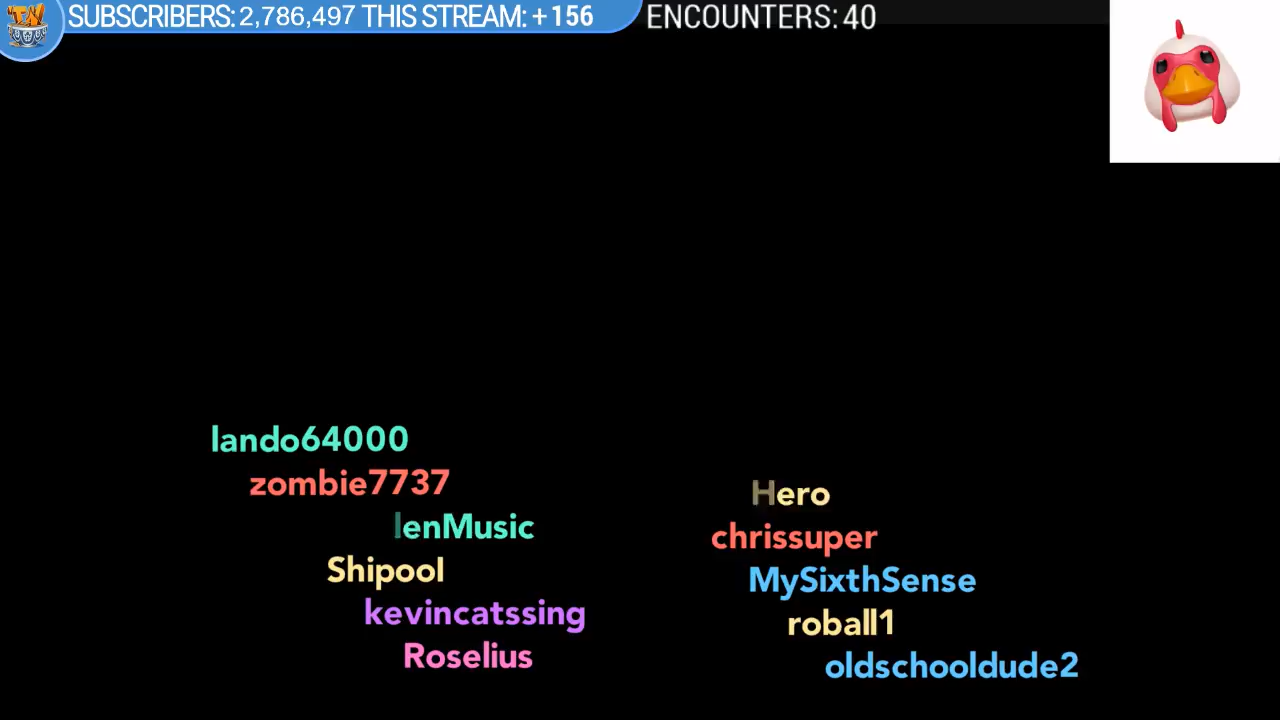 SUBSCRIBERS: 2,786,497 THIS STREAM: +156
ENCOUNTERS: 40
TN
lando64000
zombie7737
lenMusic
Shipool
kevincatssing
Roselius
Hero
chrissuper
MySixthSense
roball1
oldschooldude2